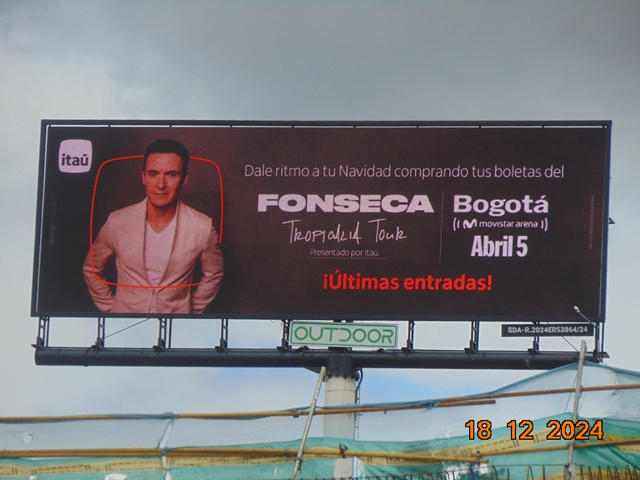 itaú
Dale ritmo a tu Navidad comprando tus boletas del
FONSECA
Tropicalia Tour
Presentado por Itaú
Bogotá
movistar arena
Abril 5
¡Últimas entradas!
OUTDOOR
SDA-R.2024ER53864/24
18 12 2024